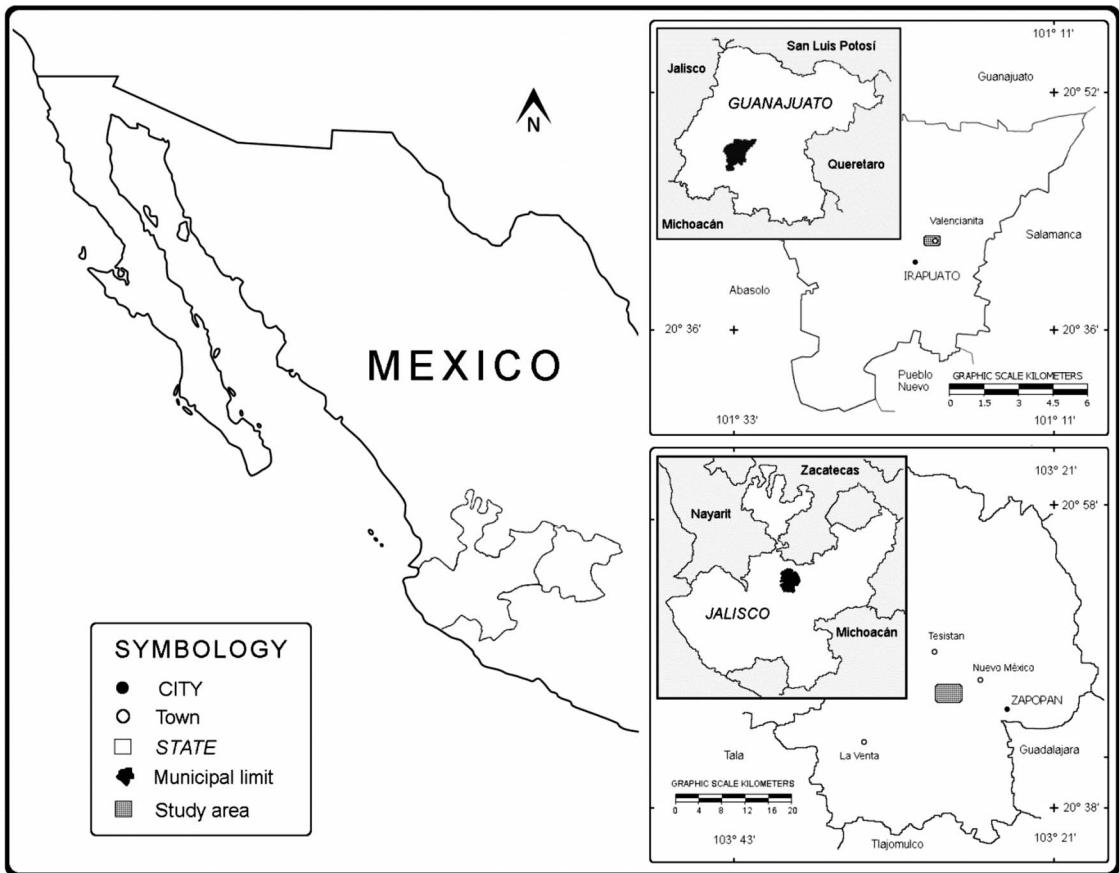 N
MEXICO
SYMBOLOGY
CITY
Town
STATE
Municipal limit
Study area
San Luis Potosí
Jalisco
GUANAJUATO
Queretaro
Michoacán
101° 11'
Guanajuato
20° 52'
Valencianita
Salamanca
IRAPUATO
Abasolo
20° 36'
20° 36'
Pueblo
Nuevo
GRAPHIC SCALE KILOMETERS
0 1.5 3 4.5 6
101° 33'
101° 11'
Zacatecas
Nayarit
JALISCO
Michoacán
103° 21'
20° 58'
Tesistan
Nuevo México
ZAPOPAN
Tala
La Venta
Guadalajara
GRAPHIC SCALE KILOMETERS
0 4 8 12 16 20
20° 38'
103° 43'
Tlajomulco
103° 21'